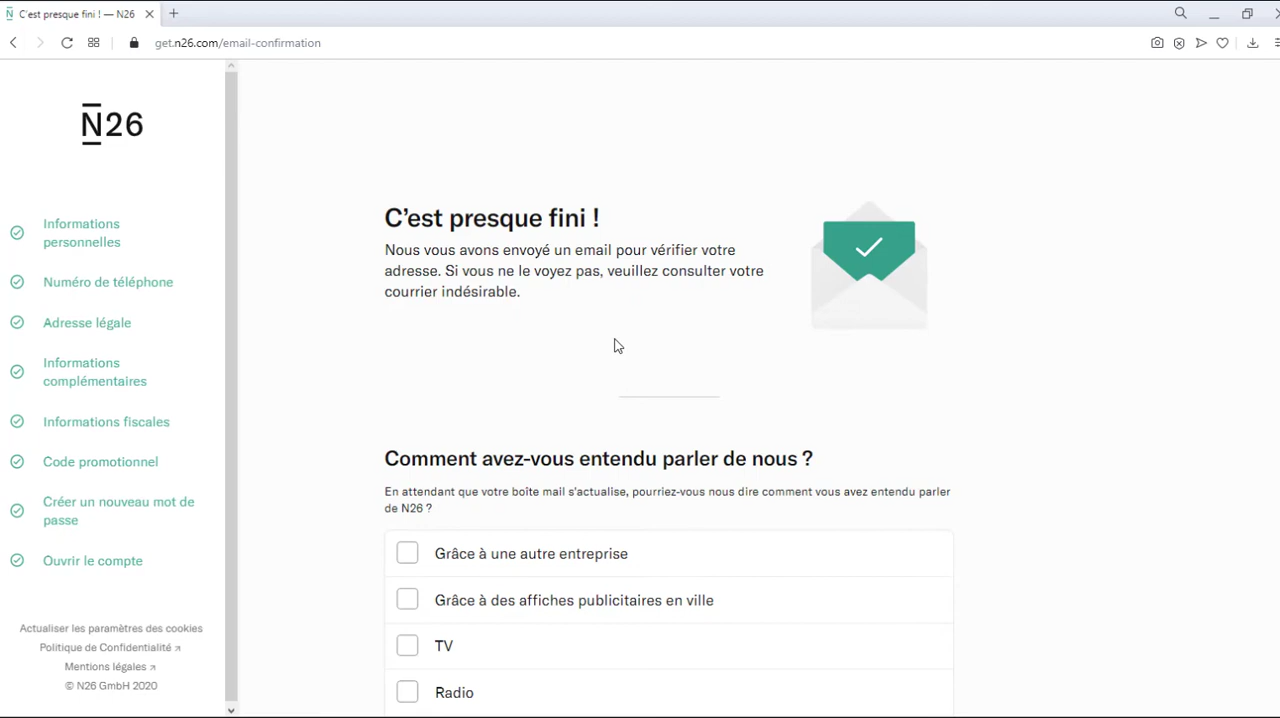 C'est presque fini ! — N26
get.n26.com/email-confirmation
N26
Informations
personnelles
Numéro de téléphone
Adresse légale
Informations
complémentaires
Informations fiscales
Code promotionnel
Créer un nouveau mot de
passe
Ouvrir le compte
Actualiser les paramètres des cookies
Politique de Confidentialité ↗
Mentions légales ↗
© N26 GmbH 2020
C'est presque fini !
Nous vous avons envoyé un email pour vérifier votre
adresse. Si vous ne le voyez pas, veuillez consulter votre
courrier indésirable.
Comment avez-vous entendu parler de nous ?
En attendant que votre boîte mail s'actualise, pourriez-vous nous dire comment vous avez entendu parler
de N26 ?
Grâce à une autre entreprise
Grâce à des affiches publicitaires en ville
TV
Radio